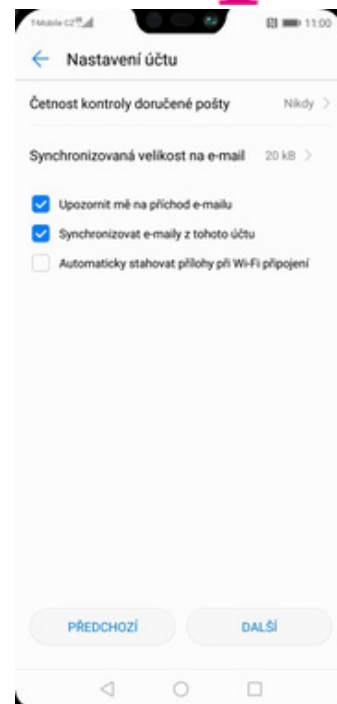 T-Mobile CZ 11:00
Nastavení účtu
Četnost kontroly doručené pošty Nikdy
Synchronizovaná velikost na e-mail 20 kB
Upozornit mě na příchod e-mailu
Synchronizovat e-maily z tohoto účtu
Automaticky stahovat přílohy při Wi-Fi připojení
PŘEDCHOZÍ DALŠÍ